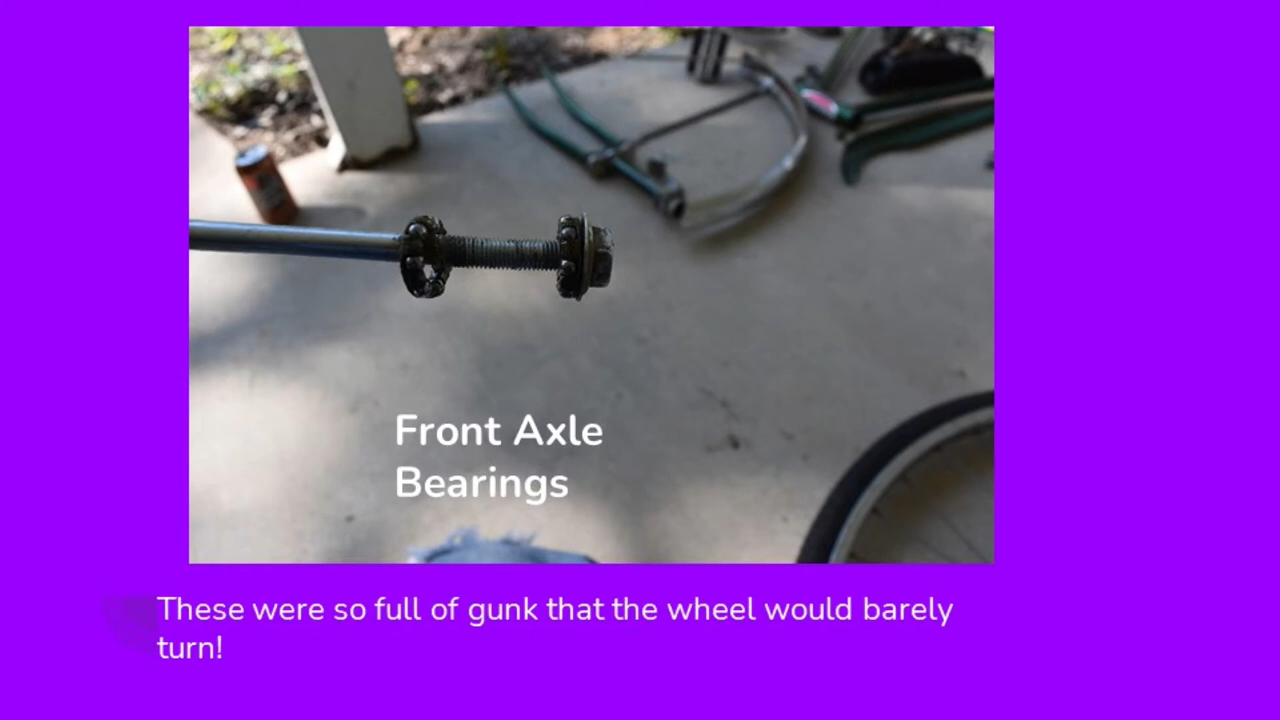 Front Axle
Bearings
These were so full of gunk that the wheel would barely
turn!